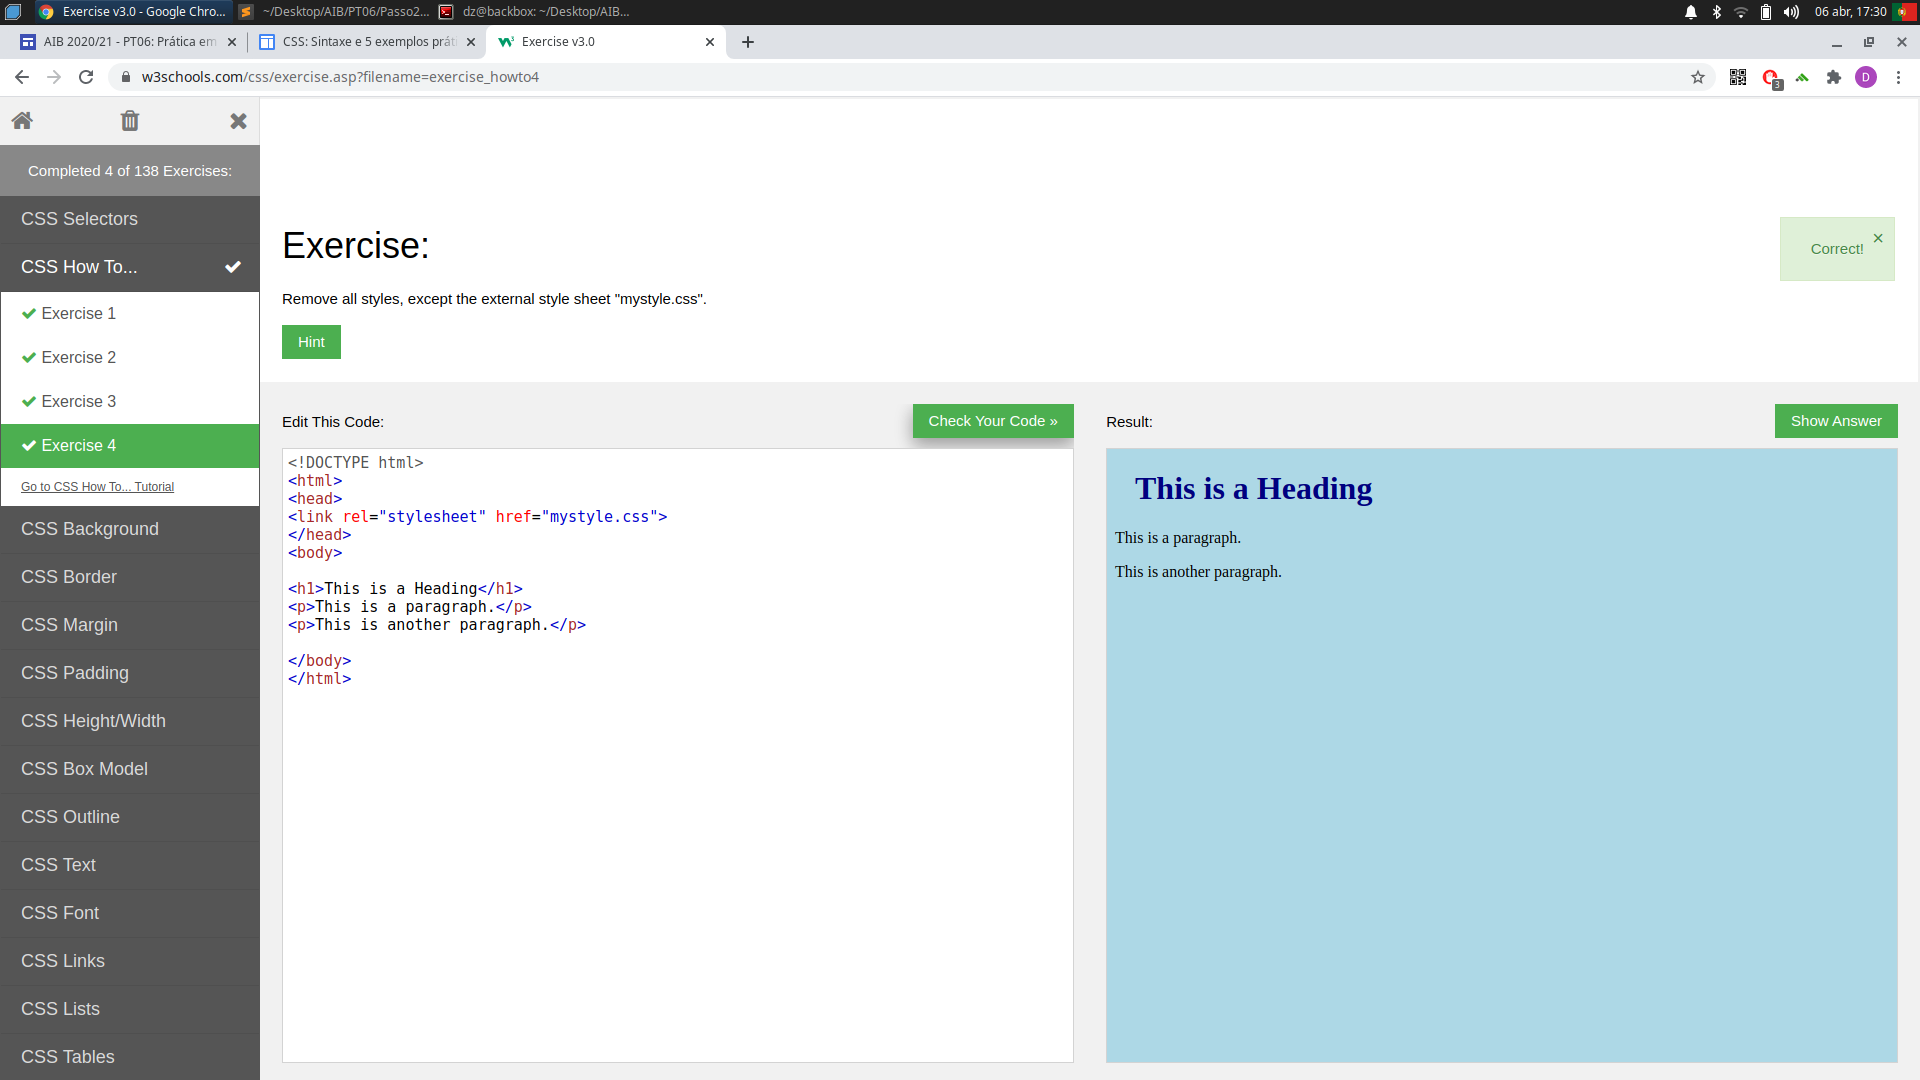 Exercise v3.0 - Google Chro...
~/Desktop/AIB/PT06/Passo2...
dz@backbox: ~/Desktop/AIB...
06 abr, 17:30
AIB 2020/21 - PT06: Prática em
CSS: Sintaxe e 5 exemplos prát
Exercise v3.0
w3schools.com/css/exercise.asp?filename=exercise_howto4
3
D
Completed 4 of 138 Exercises:
CSS Selectors
CSS How To...
Exercise 1
Exercise 2
Exercise 3
Exercise 4
Go to CSS How To... Tutorial
CSS Background
CSS Border
CSS Margin
CSS Padding
CSS Height/Width
CSS Box Model
CSS Outline
CSS Text
CSS Font
CSS Links
CSS Lists
CSS Tables
Exercise:
Correct! ×
Remove all styles, except the external style sheet "mystyle.css".
Hint
Edit This Code:
Check Your Code »
<!DOCTYPE html>
<html>
<head>
<link rel="stylesheet" href="mystyle.css">
</head>
<body>
<h1>This is a Heading</h1>
<p>This is a paragraph.</p>
<p>This is another paragraph.</p>
</body>
</html>
Result:
Show Answer
This is a Heading
This is a paragraph.
This is another paragraph.